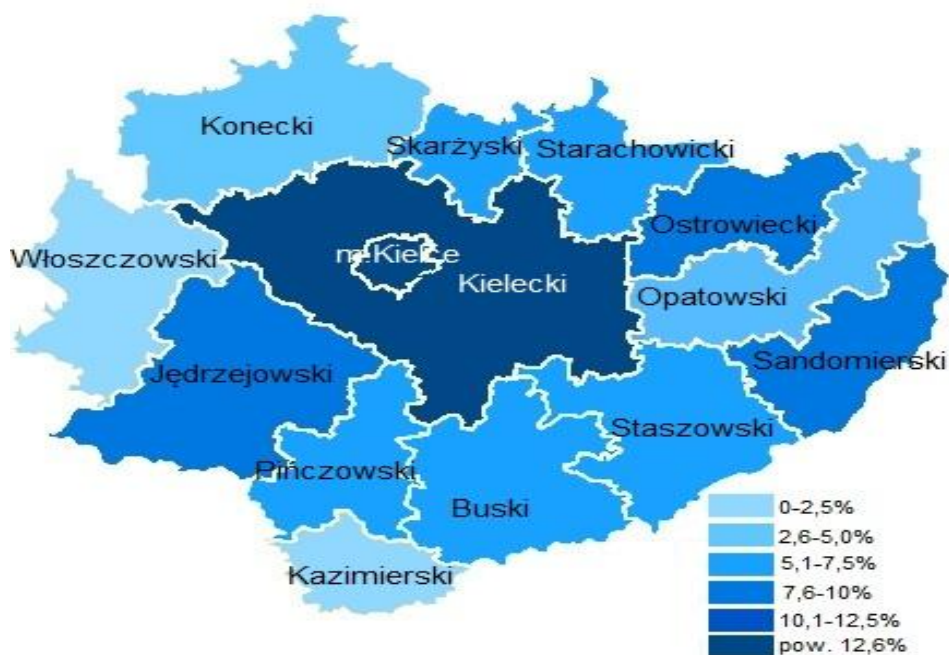 Konecki
Skarżyski
Starachowicki
Ostrowiecki
Włoszczowski
m.Kielce
Kielecki
Opatowski
Jędrzejowski
Sandomierski
Staszowski
Pińczowski
Buski
Kazimierski
0-2,5%
2,6-5,0%
5,1-7,5%
7,6-10%
10,1-12,5%
pow. 12,6%